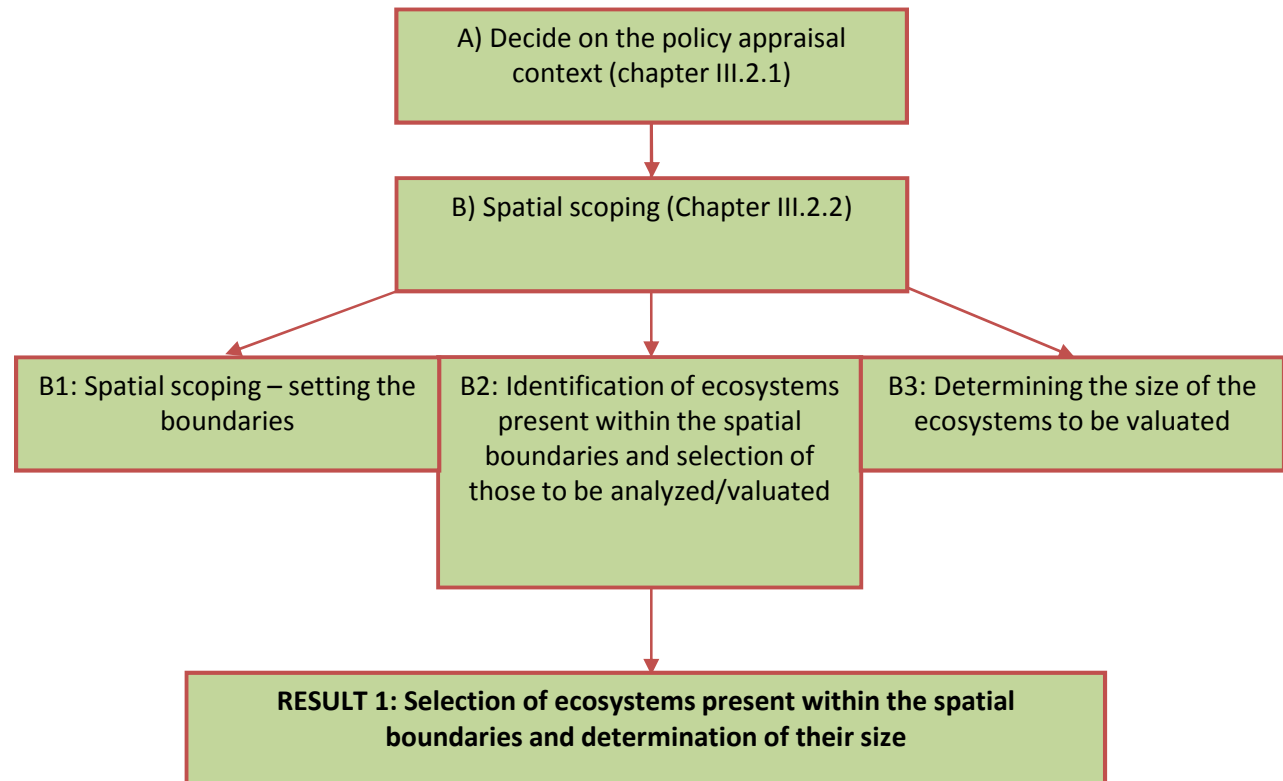 A) Decide on the policy appraisal
context (chapter III.2.1)
B) Spatial scoping (Chapter III.2.2)
B1: Spatial scoping – setting the
boundaries
B2: Identification of ecosystems
present within the spatial
boundaries and selection of
those to be analyzed/valuated
B3: Determining the size of the
ecosystems to be valuated
RESULT 1: Selection of ecosystems present within the spatial
boundaries and determination of their size